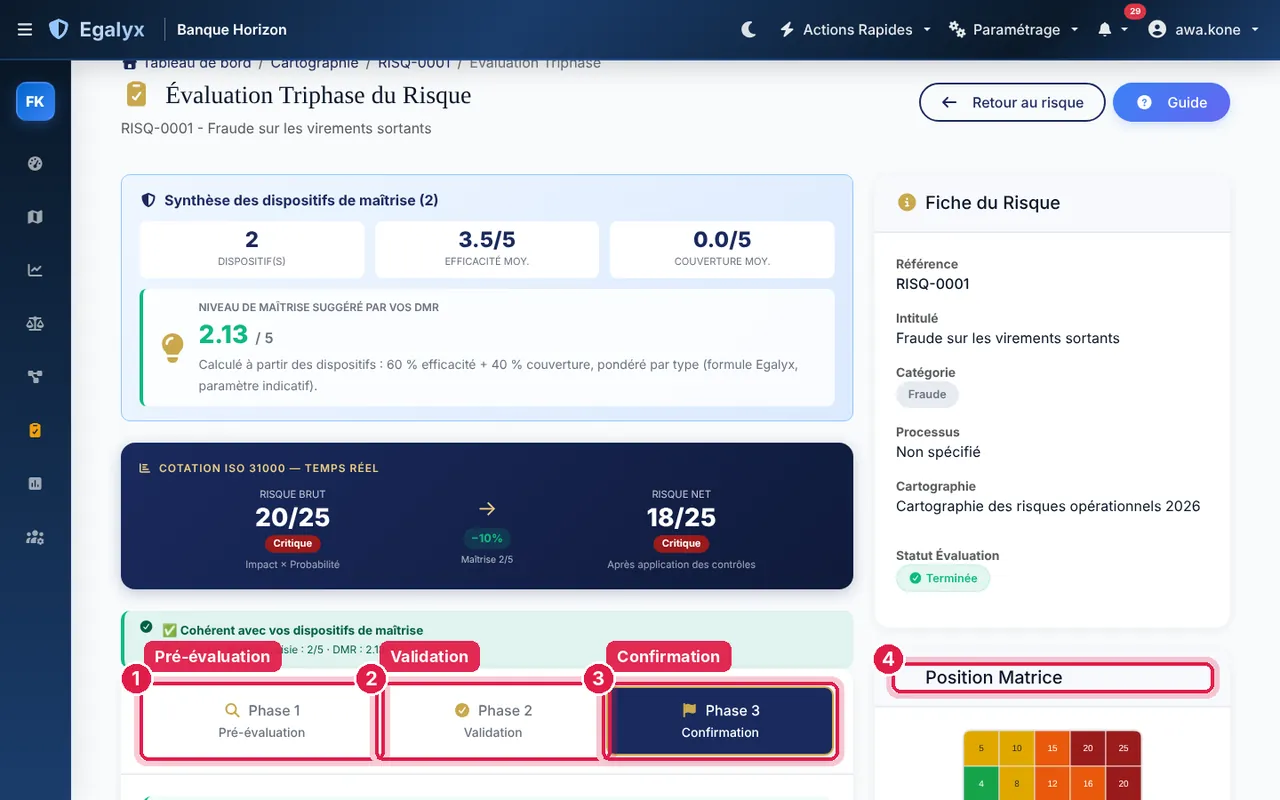 Egalyx
Banque Horizon
Actions Rapides
Paramétrage
29
awa.kone
FK
Tableau de bord / Cartographie / RISQ-0001 / Évaluation Triphase
Évaluation Triphase du Risque
RISQ-0001 - Fraude sur les virements sortants
Retour au risque
Guide
Synthèse des dispositifs de maîtrise (2)
2
DISPOSITIF(S)
3.5/5
EFFICACITÉ MOY.
0.0/5
COUVERTURE MOY.
NIVEAU DE MAÎTRISE SUGGÉRÉ PAR VOS DMR
2.13 / 5
Calculé à partir des dispositifs : 60 % efficacité + 40 % couverture, pondéré par type (formule Egalyx,
paramètre indicatif).
COTATION ISO 31000 — TEMPS RÉEL
RISQUE BRUT
20/25
Critique
Impact × Probabilité
→
−10%
Maîtrise 2/5
RISQUE NET
18/25
Critique
Après application des contrôles
✅ Cohérent avec vos dispositifs de maîtrise
2/5 · DMR :
1
Pré-évaluation
2
Validation
3
Confirmation
Phase 1
Pré-évaluation
Phase 2
Validation
Phase 3
Confirmation
Fiche du Risque
Référence
RISQ-0001
Intitulé
Fraude sur les virements sortants
Catégorie
Fraude
Processus
Non spécifié
Cartographie
Cartographie des risques opérationnels 2026
Statut Évaluation
Terminée
4
Position Matrice
5 10 15 20 25
4 8 12 16 20